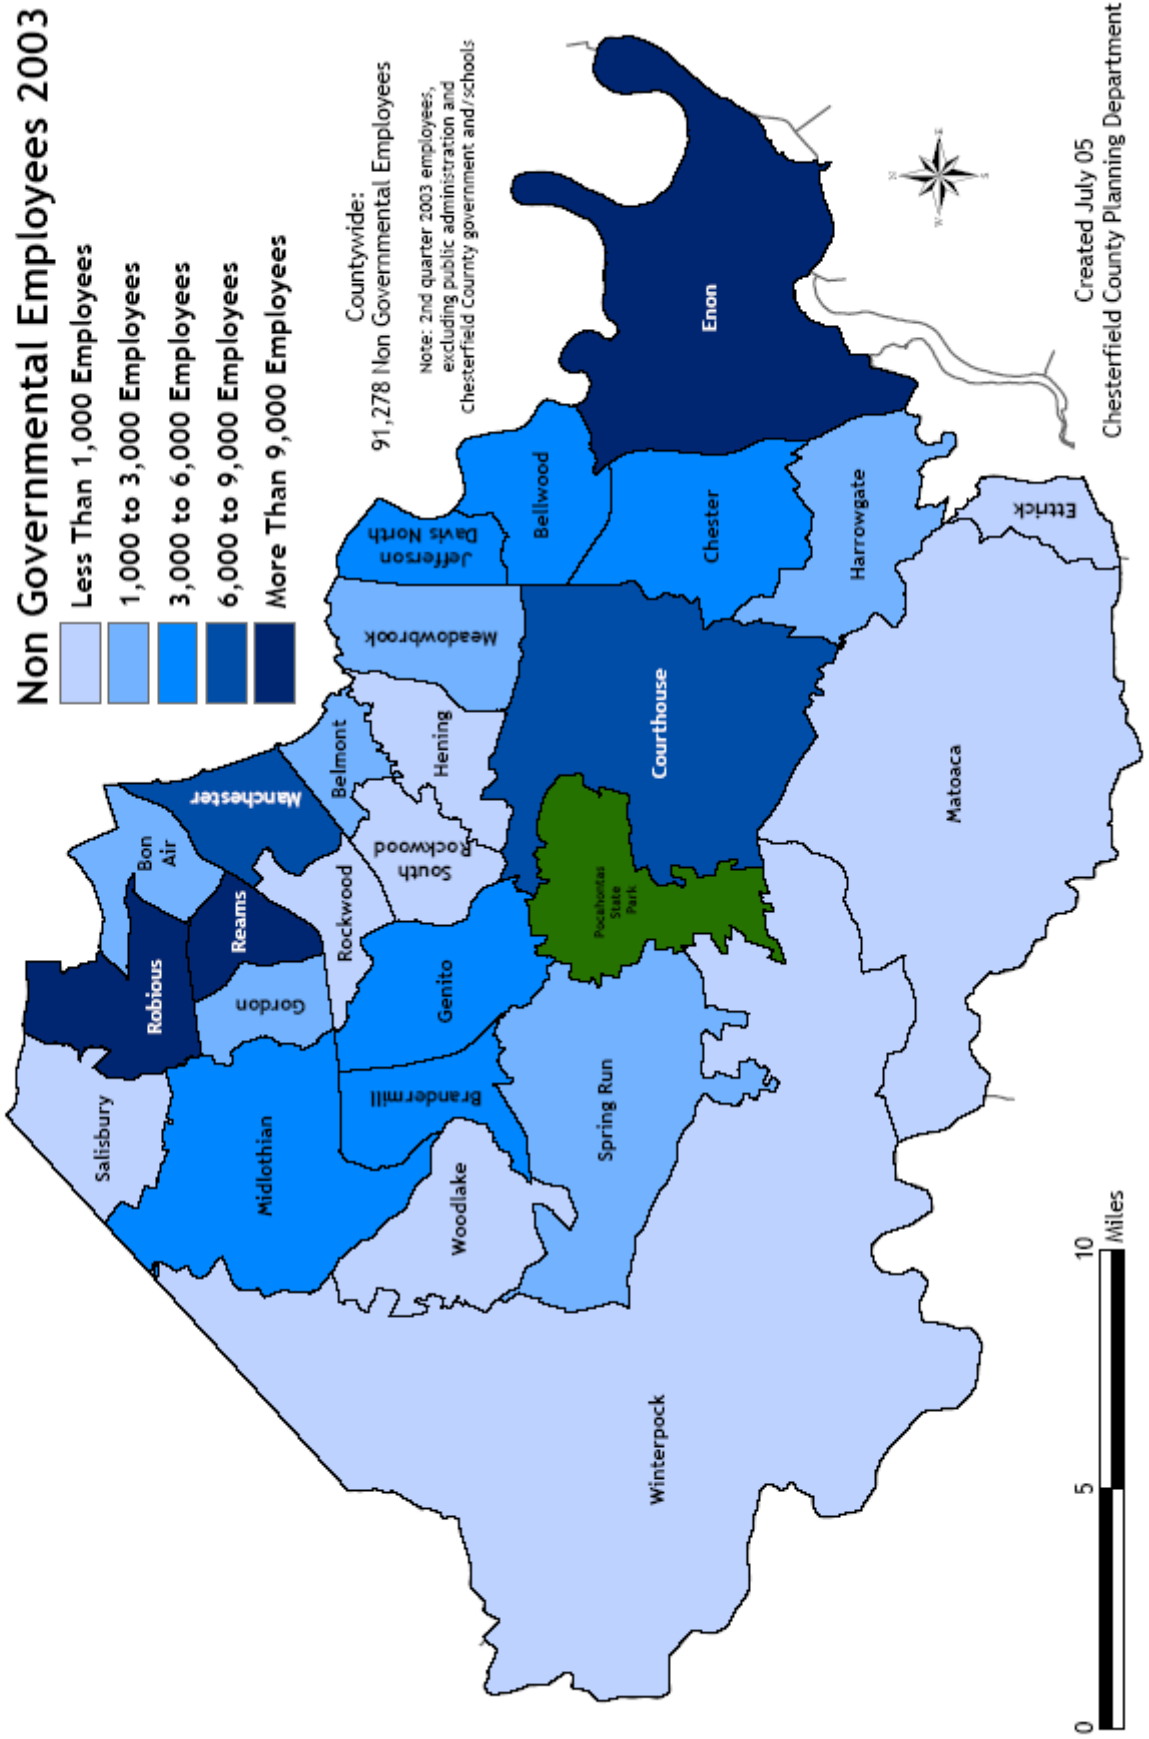 Non Governmental Employees 2003
Less Than 1,000 Employees
1,000 to 3,000 Employees
3,000 to 6,000 Employees
6,000 to 9,000 Employees
More Than 9,000 Employees
Countywide:
91,278 Non Governmental Employees
Note: 2nd quarter 2003 employees,
excluding public administration and
Chesterfield Counrty government and/schools
Salisbury
Robious
Bon
Air
Manchester
Reams
Gordon
Midlothian
Rockwood
Belmont
Hening
Meadowbrook
Jefferson
Davis North
Bellwood
South
Rockwood
Genito
Brandermill
Woodlake
Spring Run
Pocahontas
State
Park
Courthouse
Chester
Enon
Harrowgate
Ettrick
Matoaca
Winterpock
N
W
E
S
0
5
10
Miles
Created July 05
Chesterfield County Planning Department